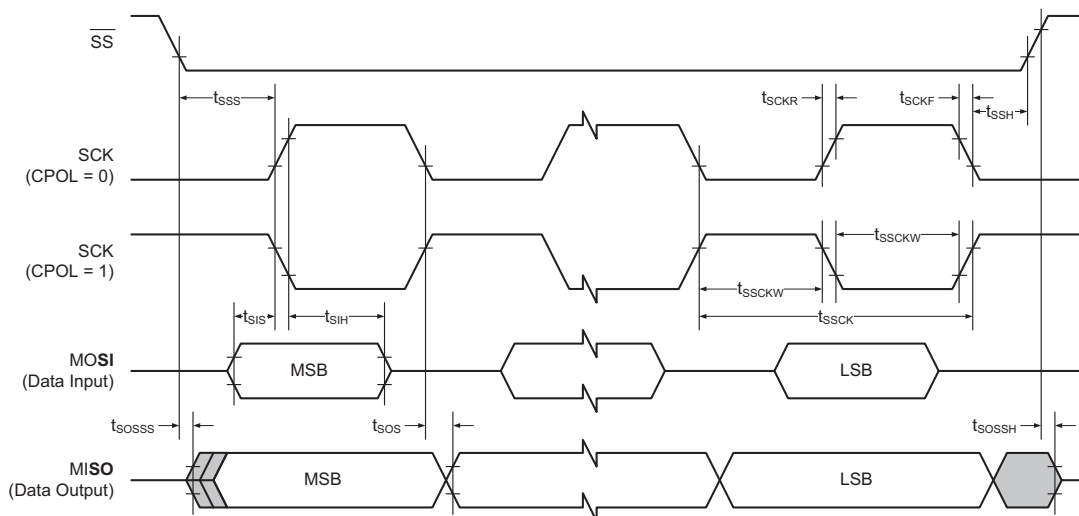 SS
tSSS
tSCKR
tSCKF
tSSH
SCK
(CPOL = 0)
SCK
(CPOL = 1)
tSSCKW
tSSCKW
tSSCK
tSIS
tSIH
MOSI
(Data Input)
MSB
LSB
tSOSSS
tSOS
tSOSSH
MISO
(Data Output)
MSB
LSB